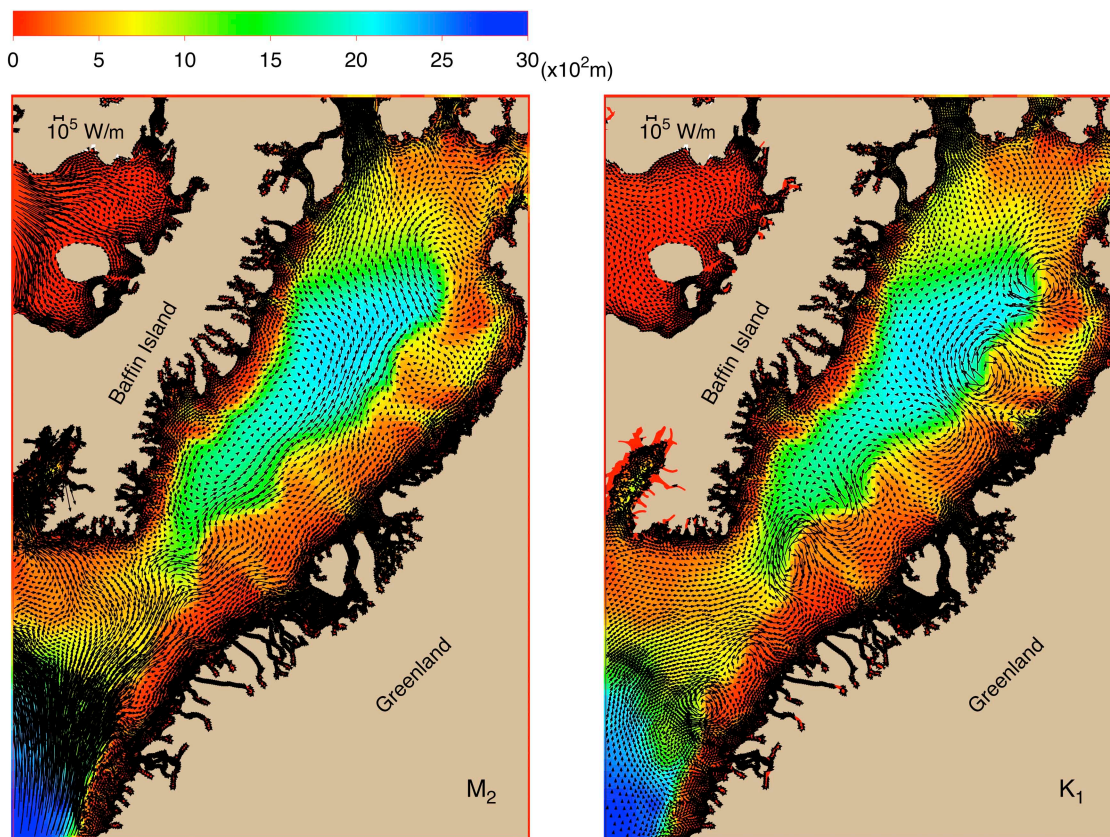 0 5 10 15 20 25 30 (x10²m)
10⁵ W/m
Baffin Island
Greenland
M₂
10⁵ W/m
Baffin Island
Greenland
K₁